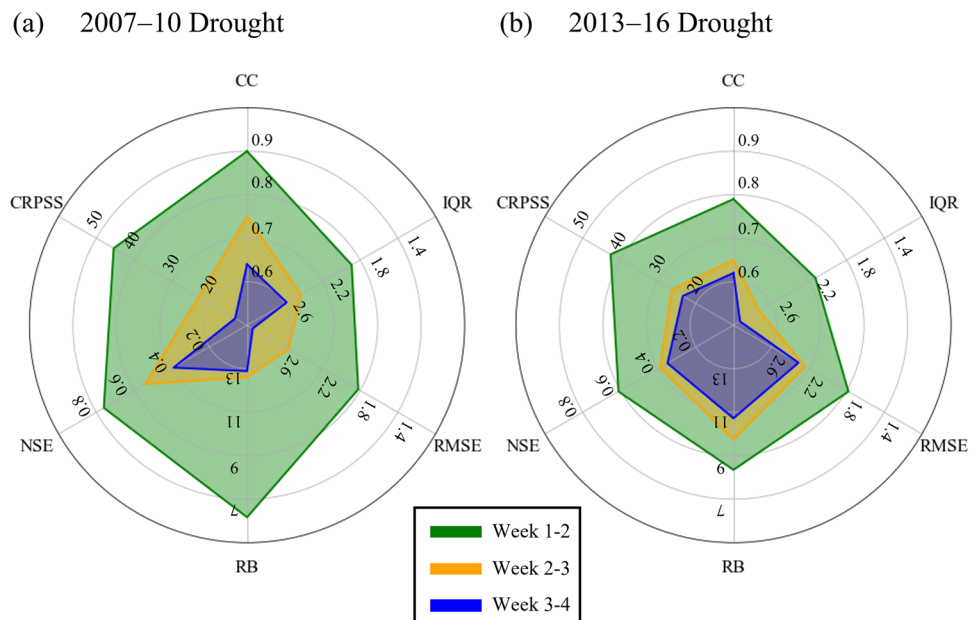 (a) 2007–10 Drought
CC
0.9
0.8
0.7
0.6
IQR
1.4
1.8
2.2
2.6
RMSE
1.4
1.8
2.2
2.6
RB
7
9
11
13
NSE
0.8
0.6
0.4
0.2
CRPSS
50
40
30
20
(b) 2013–16 Drought
CC
0.9
0.8
0.7
0.6
IQR
1.4
1.8
2.2
2.6
RMSE
1.4
1.8
2.2
2.6
RB
7
9
11
13
NSE
0.8
0.6
0.4
0.2
CRPSS
50
40
30
20
Week 1-2
Week 2-3
Week 3-4